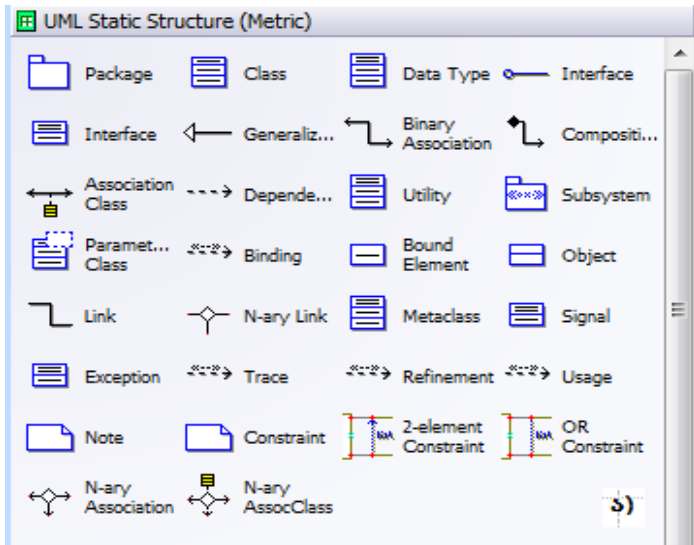 UML Static Structure (Metric)
Package
Class
Data Type
Interface
Interface
Generaliz...
Binary
Association
Compositi...
Association
Class
Depende...
Utility
Subsystem
Paramet...
Class
Binding
Bound
Element
Object
Link
N-ary Link
Metaclass
Signal
Exception
Trace
Refinement
Usage
Note
Constraint
2-element
Constraint
OR
Constraint
N-ary
Association
N-ary
AssocClass